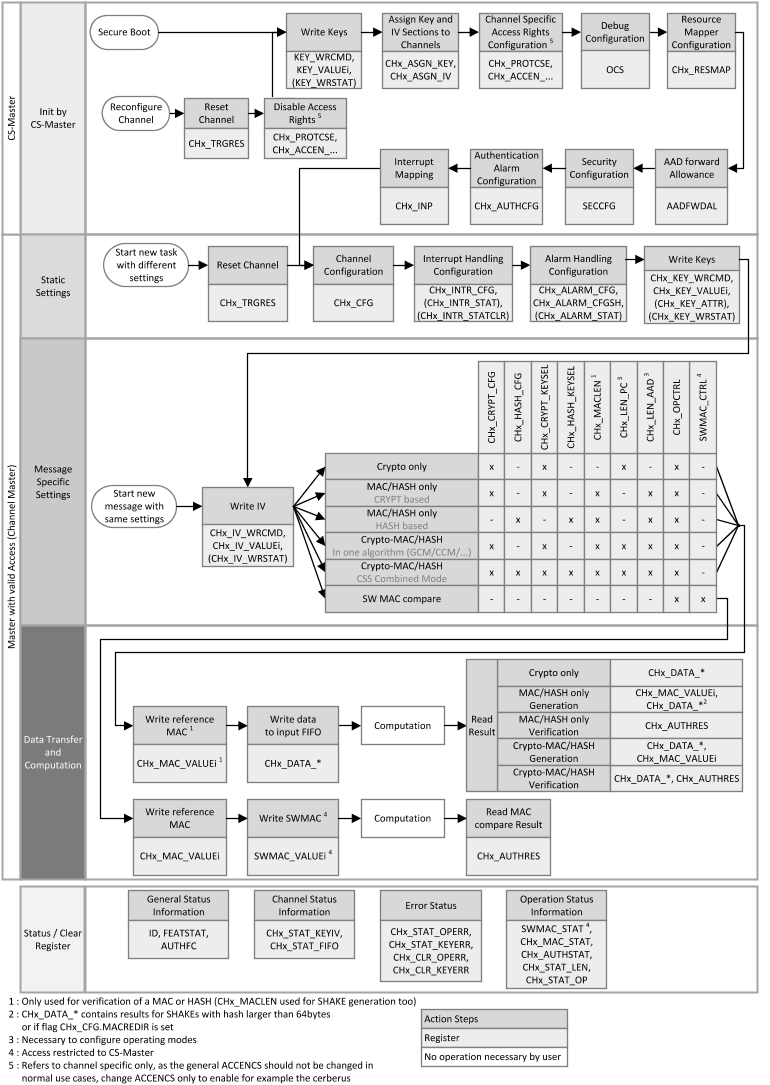 CS-Master
Init by
CS-Master
Secure Boot
Write Keys
KEY_WRCMD,
KEY_VALUEi,
(KEY_WRSTAT)
Assign Key and
IV Sections to
Channels
CHx_ASGN_KEY,
CHx_ASGN_IV
Channel Specific
Access Rights
Configuration 5
CHx_PROTCSE,
CHx_ACCEN_...
Debug
Configuration
OCS
Resource
Mapper
Configuration
CHx_RESMAP
Reconfigure
Channel
Reset
Channel
CHx_TRGRES
Disable Access
Rights 5
CHx_PROTCSE,
CHx_ACCEN_...
Interrupt
Mapping
CHx_INP
Authentication
Alarm
Configuration
CHx_AUTHCFG
Security
Configuration
SECCFG
AAD forward
Allowance
AADFWDAL
Master with valid Access (Channel Master)
Static
Settings
Start new task
with different
settings
Reset Channel
CHx_TRGRES
Channel
Configuration
CHx_CFG
Interrupt Handling
Configuration
CHx_INTR_CFG,
(CHx_INTR_STAT),
(CHx_INTR_STATCLR)
Alarm Handling
Configuration
CHx_ALARM_CFG,
CHx_ALARM_CFGSH,
(CHx_ALARM_STAT)
Write Keys
CHx_KEY_WRCMD,
CHx_KEY_VALUEi,
(CHx_KEY_ATTR),
(CHx_KEY_WRSTAT)
Message
Specific
Settings
Start new
message with
same settings
Write IV
CHx_IV_WRCMD,
CHx_IV_VALUEi,
(CHx_IV_WRSTAT)
CHx_CRYPT_CFG
CHx_HASH_CFG
CHx_CRYPT_KEYSEL
CHx_HASH_KEYSEL
CHx_MACLEN 1
CHx_LEN_PC 3
CHx_LEN_AAD 3
CHx_OPCTRL
SWMAC_CTRL 4
Crypto only x - x - - x - x -
MAC/HASH only x - x - x - x x -
CRYPT based
MAC/HASH only - x - x x - x x -
HASH based
Crypto-MAC/HASH x - x - x x x x -
In one algorithm (GCM/CCM/...)
Crypto-MAC/HASH x x x x x x x x -
CSS Combined Mode
SW MAC compare - - - - - - - x x
Data Transfer
and
Computation
Write reference
MAC 1
CHx_MAC_VALUEi 1
Write data
to input FIFO
CHx_DATA_*
Computation
Read
Result
Crypto only
CHx_DATA_*
MAC/HASH only
Generation
CHx_MAC_VALUEi,
CHx_DATA_*2
MAC/HASH only
Verification
CHx_AUTHRES
Crypto-MAC/HASH
Generation
CHx_DATA_*,
CHx_MAC_VALUEi
Crypto-MAC/HASH
Verification
CHx_DATA_*, CHx_AUTHRES
Write reference
MAC
CHx_MAC_VALUEi
Write SWMAC 4
SWMAC_VALUEi 4
Computation
Read MAC
compare Result
CHx_AUTHRES
Status / Clear
Register
General Status
Information
ID, FEATSTAT,
AUTHFC
Channel Status
Information
CHx_STAT_KEYIV,
CHx_STAT_FIFO
Error Status
CHx_STAT_OPERR,
CHx_STAT_KEYERR,
CHx_CLR_OPERR,
CHx_CLR_KEYERR
Operation Status
Information
SWMAC_STAT 4,
CHx_MAC_STAT,
CHx_AUTHSTAT,
CHx_STAT_LEN,
CHx_STAT_OP
1 : Only used for verification of a MAC or HASH (CHx_MACLEN used for SHAKE generation too)
2 : CHx_DATA_* contains results for SHAKEs with hash larger than 64bytes
or if flag CHx_CFG.MACREDIR is set
3 : Necessary to configure operating modes
4 : Access restricted to CS-Master
5 : Refers to channel specific only, as the general ACCENCS should not be changed in
normal use cases, change ACCENCS only to enable for example the cerberus
Action Steps
Register
No operation necessary by user